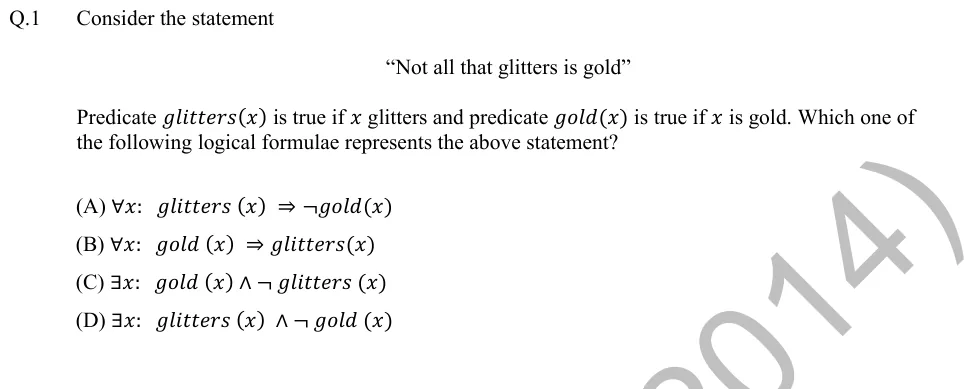 Q.1 Consider the statement
“Not all that glitters is gold”
Predicate 𝑔𝑙𝑖𝑡𝑡𝑒𝑟𝑠(𝑥) is true if 𝑥 glitters and predicate 𝑔𝑜𝑙𝑑(𝑥) is true if 𝑥 is gold. Which one of
the following logical formulae represents the above statement?
(A) ∀𝑥: 𝑔𝑙𝑖𝑡𝑡𝑒𝑟𝑠 (𝑥) ⇒ ¬𝑔𝑜𝑙𝑑(𝑥)
(B) ∀𝑥: 𝑔𝑜𝑙𝑑 (𝑥) ⇒ 𝑔𝑙𝑖𝑡𝑡𝑒𝑟𝑠(𝑥)
(C) ∃𝑥: 𝑔𝑜𝑙𝑑 (𝑥) ∧ ¬ 𝑔𝑙𝑖𝑡𝑡𝑒𝑟𝑠 (𝑥)
(D) ∃𝑥: 𝑔𝑙𝑖𝑡𝑡𝑒𝑟𝑠 (𝑥) ∧ ¬ 𝑔𝑜𝑙𝑑 (𝑥)
2014)